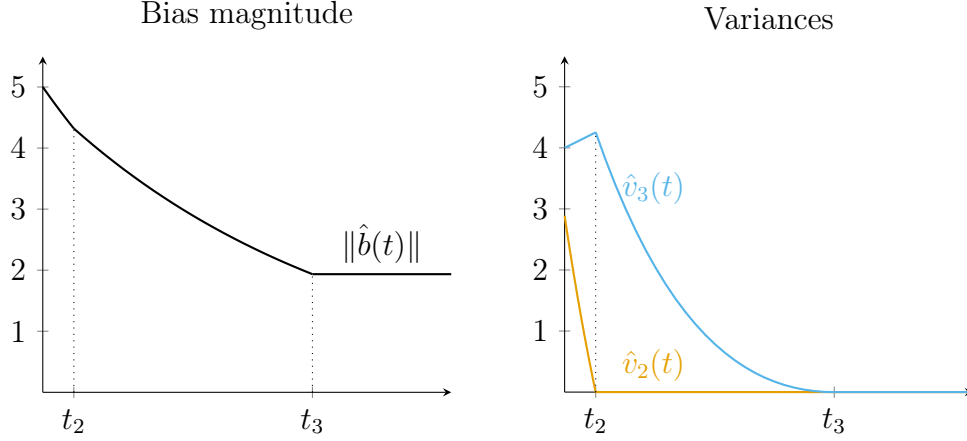 Bias magnitude
5
4
3
2
1
‖b̂(t)‖
t₂
t₃
Variances
5
4
3
2
1
v̂₃(t)
v̂₂(t)
t₂
t₃